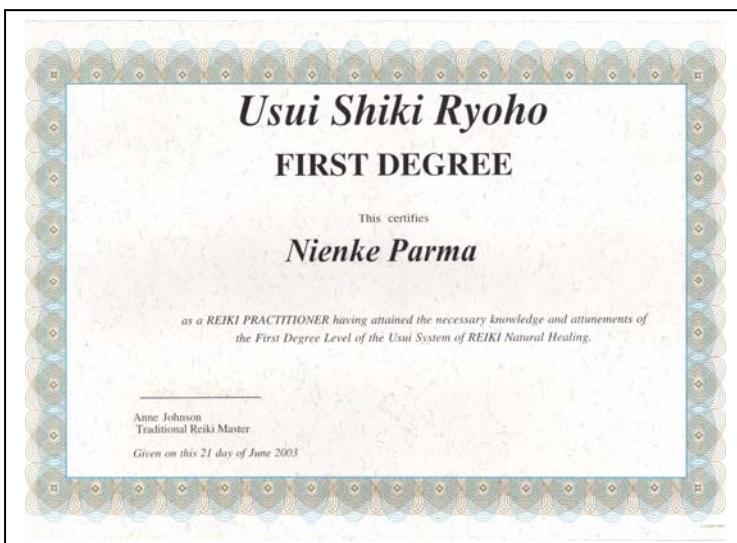 Usui Shiki Ryoho
FIRST DEGREE
This certifies
Nienke Parma
as a REIKI PRACTITIONER having attained the necessary knowledge and attunements of
the First Degree Level of the Usui System of REIKI Natural Healing.
Anne Johnson
Traditional Reiki Master
Given on this 21 day of June 2003